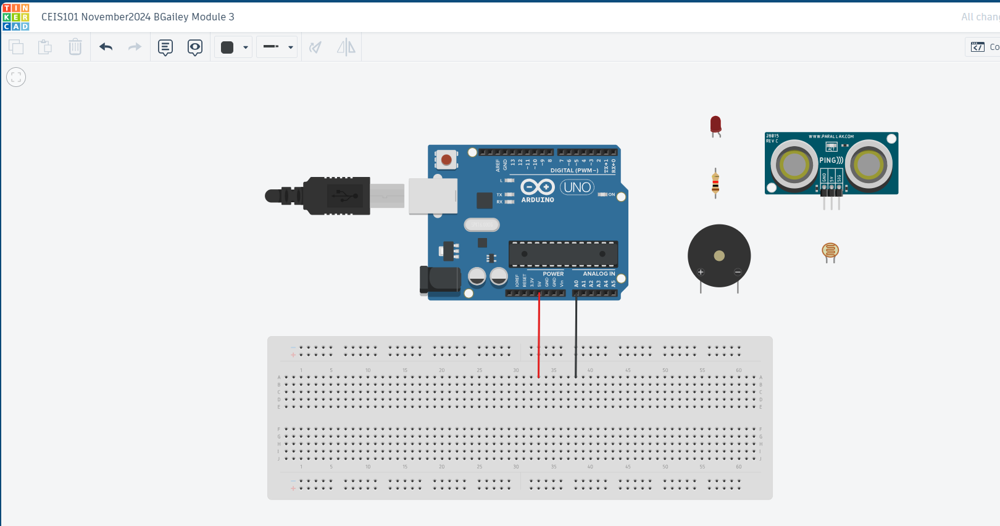 TIN
KER
CAD
CEIS101 November2024 BGailey Module 3
All chan
Co
AREF
GND
13
12
~11
~10
~9
8
7
~6
~5
4
~3
2
TX→1
RX←0
DIGITAL (PWM~)
L
TX
RX
UNO
ARDUINO
ON
POWER
ANALOG IN
IOREF
RESET
3.3V
5V
GND
GND
Vin
A0
A1
A2
A3
A4
A5
28015
REV C
WWW.PARALLAX.COM
ACT
PING)))
GND
5V
SIG
+
−
−
+
1 5 10 15 20 25 30 35 40 45 50 55 60
A A
B B
C C
D D
E E
F F
G G
H H
I I
J J
1 5 10 15 20 25 30 35 40 45 50 55 60
−
+